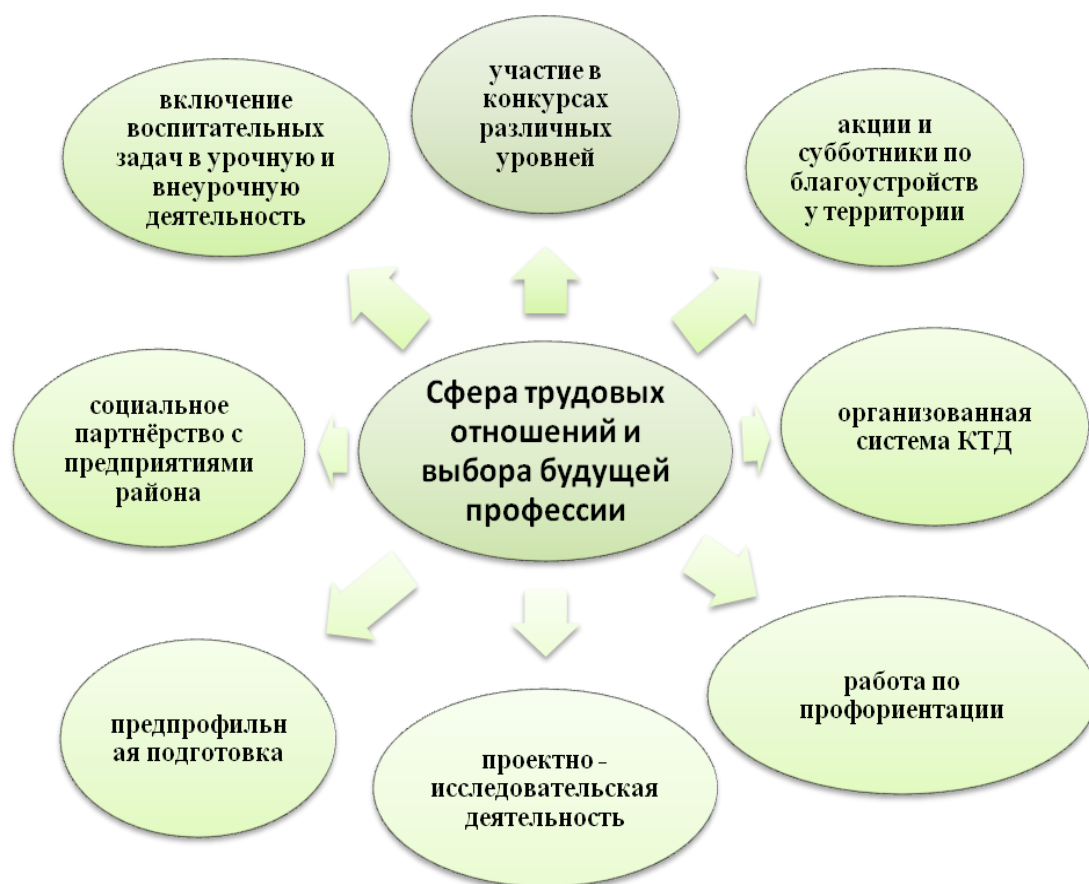 участие в
конкурсах
различных
уровней
включение
воспитательных
задач в урочную и
внеурочную
деятельность
акции и
субботники по
благоустройств
у территории
социальное
партнёрство с
предприятиями
района
Сфера трудовых
отношений и
выбора будущей
профессии
организованная
система КТД
предпрофильн
ая подготовка
проектно -
исследовательская
деятельность
работа по
профориентации